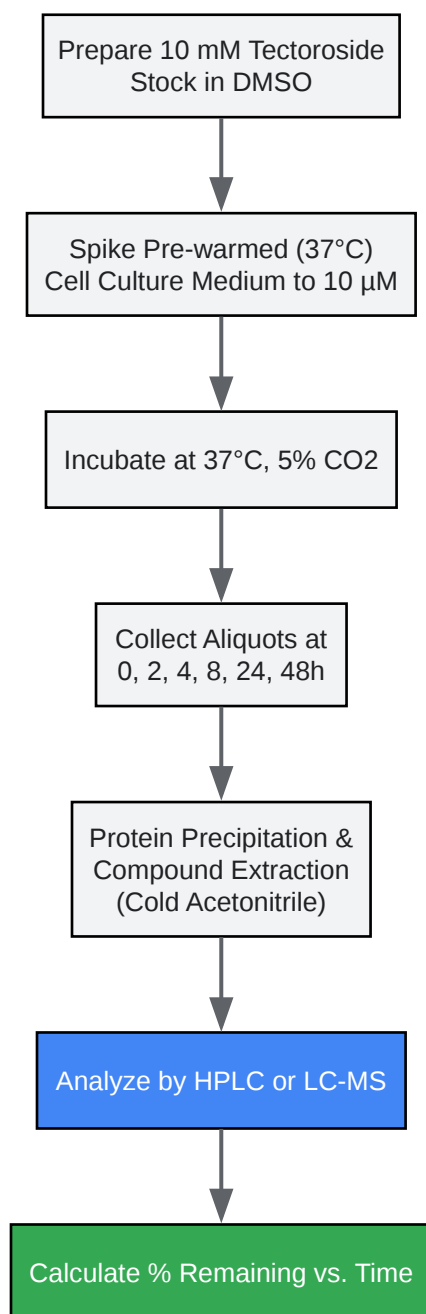 Prepare 10 mM Tectoroside
Stock in DMSO
Spike Pre-warmed (37°C)
Cell Culture Medium to 10 µM
Incubate at 37°C, 5% CO2
Collect Aliquots at
0, 2, 4, 8, 24, 48h
Protein Precipitation &
Compound Extraction
(Cold Acetonitrile)
Analyze by HPLC or LC-MS
Calculate % Remaining vs. Time